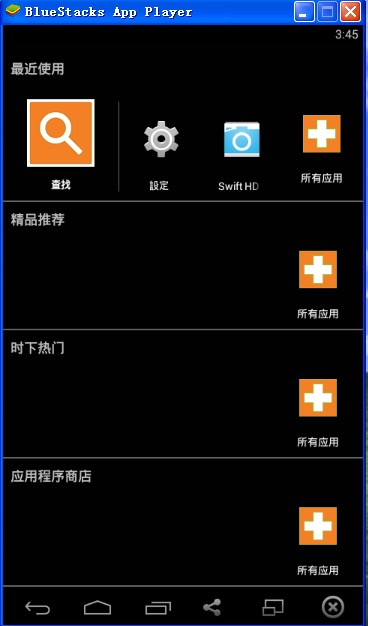 BlueStacks App Player
3:45
最近使用
查找
設定
Swift HD
所有应用
精品推荐
所有应用
时下热门
所有应用
应用程序商店
所有应用